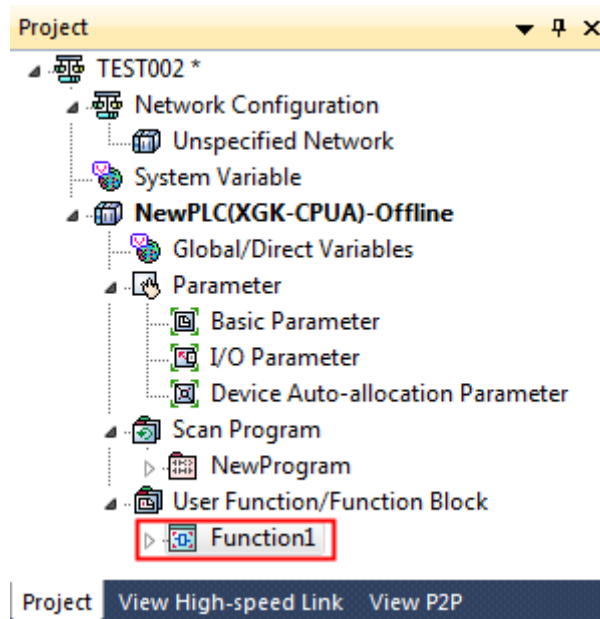 Project
TEST002 *
Network Configuration
Unspecified Network
System Variable
NewPLC(XGK-CPUA)-Offline
Global/Direct Variables
Parameter
Basic Parameter
I/O Parameter
Device Auto-allocation Parameter
Scan Program
NewProgram
User Function/Function Block
Function1
Project View High-speed Link View P2P